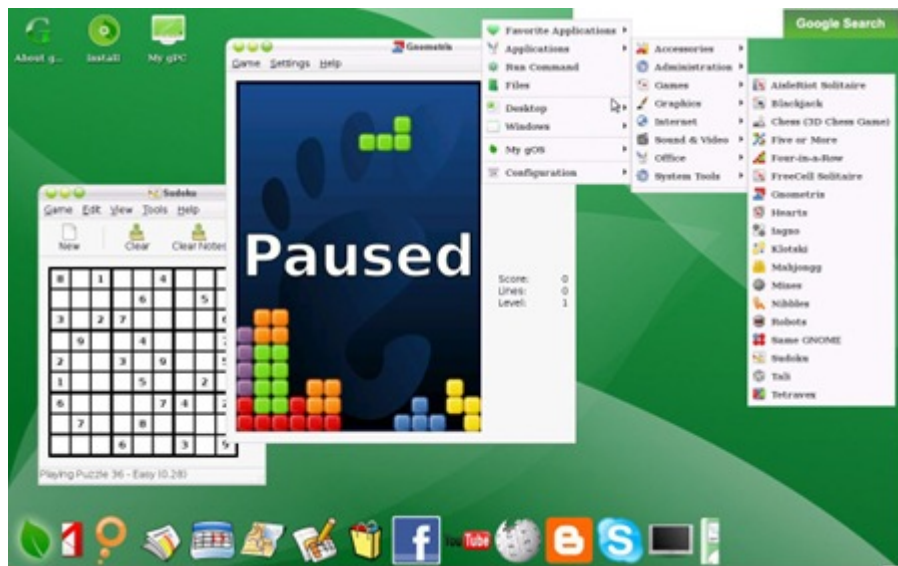 Google Search
About g...
Install
My gPC
Gnometris
Game Settings Help
Paused
Score: 0
Lines: 0
Level: 1
Favorite Applications
Applications
Run Command
Files
Desktop
Windows
My gOS
Configuration
Accessories
Administration
Games
Graphics
Internet
Sound & Video
Office
System Tools
AisleRiot Solitaire
Blackjack
Chess (3D Chess Game)
Five or More
Four-in-a-Row
FreeCell Solitaire
Gnometris
Hearts
Iagno
Klotski
Mahjongg
Mines
Nibbles
Robots
Same GNOME
Sudoku
Tali
Tetravex
Sudoku
Game Edit View Tools Help
New Clear Clear Notes
8 1 4
6 5
3 2 7
9 4
2 3 9
1 5 2
6 7 4
7 8
6 3
Playing Puzzle 36 - Easy (0.28)
f
You Tube
B
S